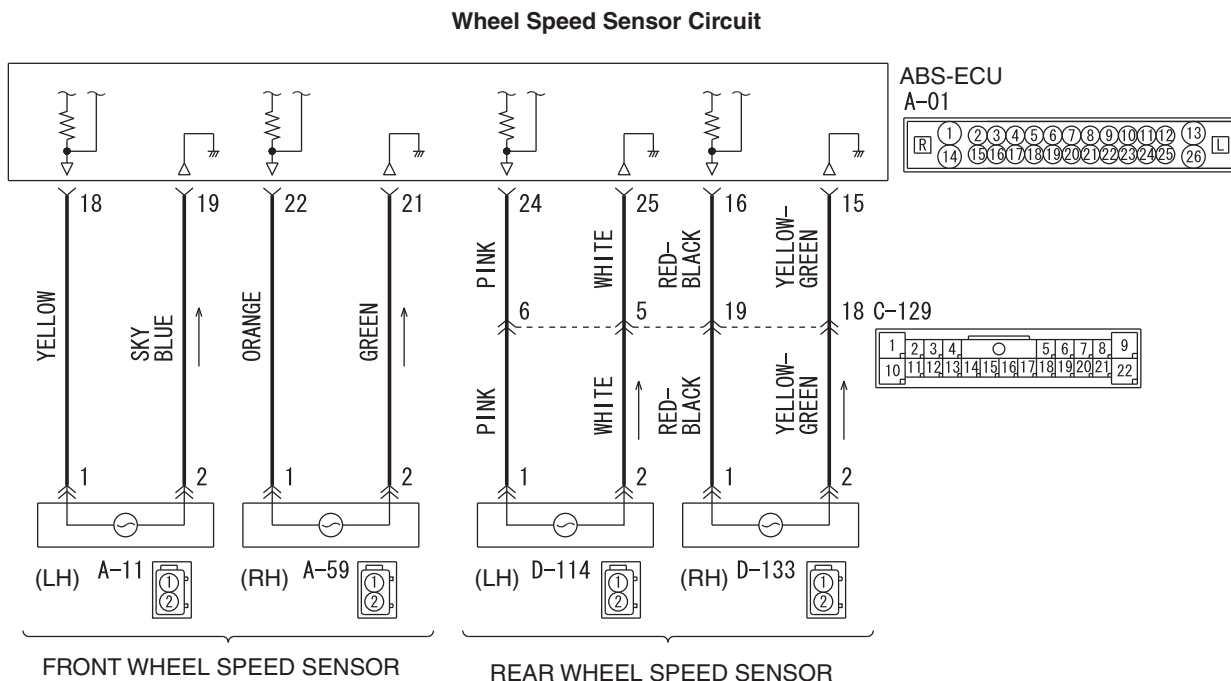 Wheel Speed Sensor Circuit
ABS-ECU
A-01
R 1 2 3 4 5 6 7 8 9 10 11 12 13 L
14 15 16 17 18 19 20 21 22 23 24 25 26
18 19 22 21 24 25 16 15
YELLOW
SKY BLUE
ORANGE
GREEN
PINK
WHITE
RED-BLACK
YELLOW-GREEN
6 5 19 18 C-129
1 2 3 4 5 6 7 8 9
10 11 12 13 14 15 16 17 18 19 20 21 22
PINK
WHITE
RED-BLACK
YELLOW-GREEN
1 2 1 2 1 2 1 2
(LH) A-11 1 2
(RH) A-59 1 2
(LH) D-114 1 2
(RH) D-133 1 2
FRONT WHEEL SPEED SENSOR
REAR WHEEL SPEED SENSOR